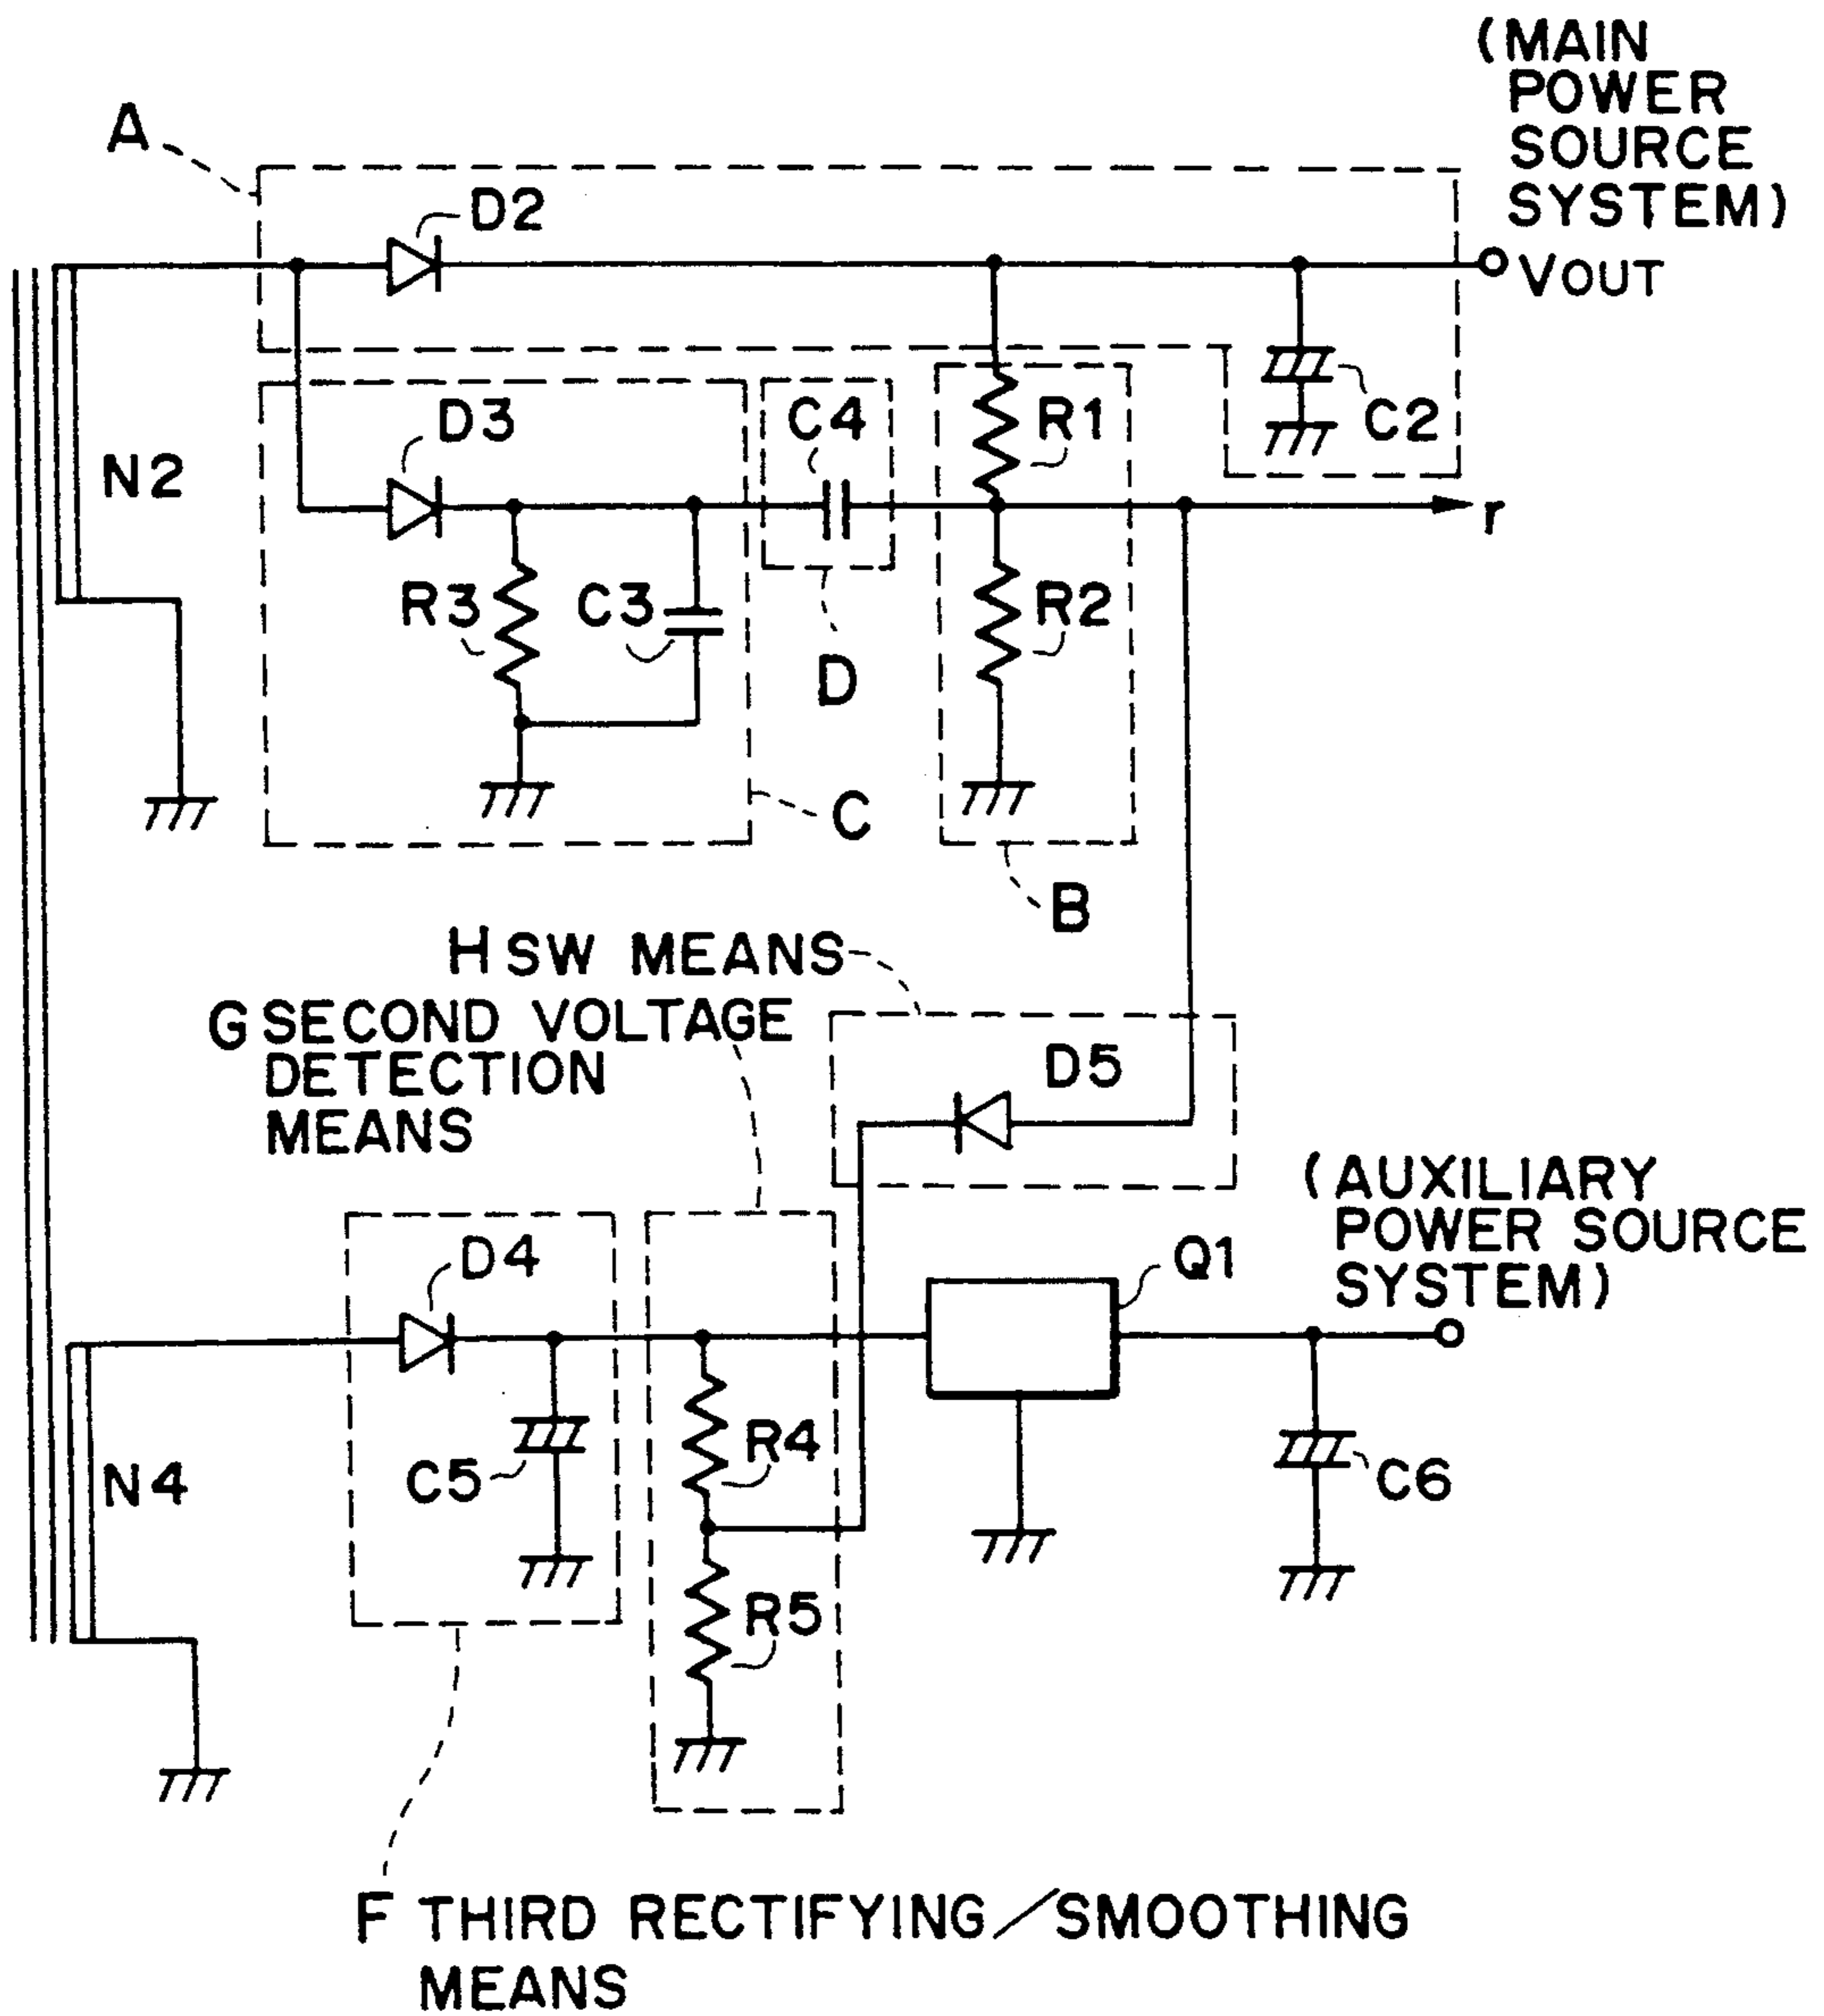 (MAIN
POWER
SOURCE
SYSTEM)
A
D2
VOUT
D3
C4
R1
C2
N2
r
R3
C3
R2
D
C
B
H SW MEANS
G SECOND VOLTAGE
DETECTION
MEANS
D5
(AUXILIARY
POWER SOURCE
SYSTEM)
D4
Q1
R4
C5
N4
C6
R5
F THIRD RECTIFYING/SMOOTHING
MEANS